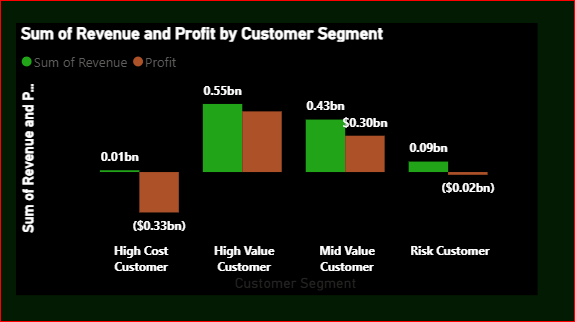 Sum of Revenue and Profit by Customer Segment
Sum of Revenue Profit
Sum of Revenue and P...
0.01bn
($0.33bn)
0.55bn
0.43bn
$0.30bn
0.09bn
($0.02bn)
High Cost
Customer
High Value
Customer
Mid Value
Customer
Risk Customer
Customer Segment